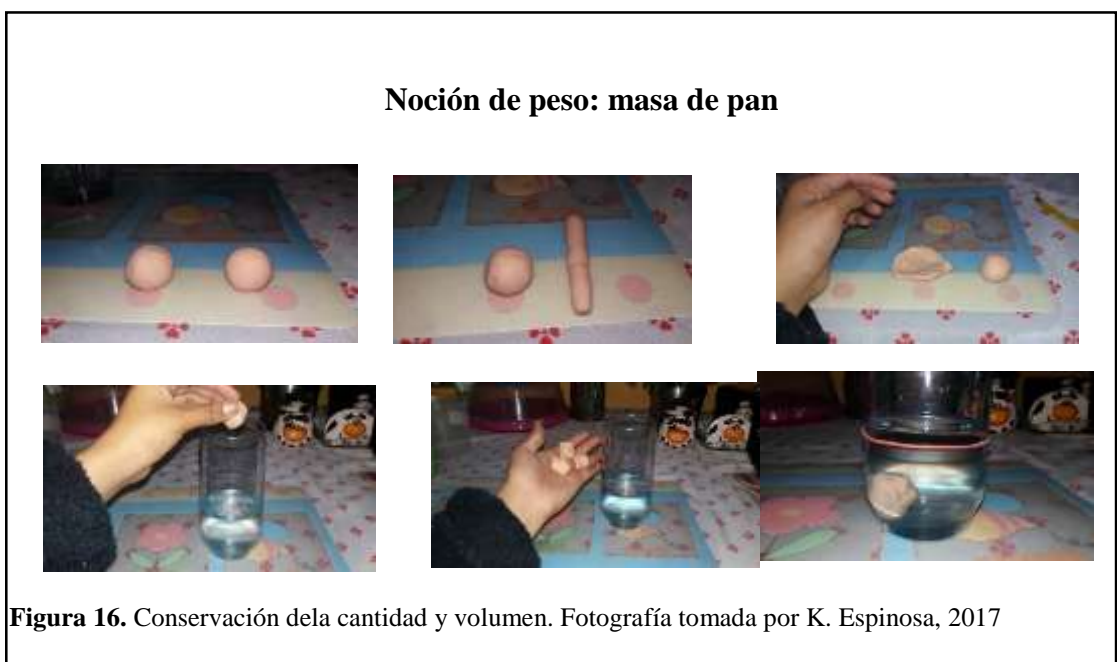 Noción de peso: masa de pan
Figura 16. Conservación dela cantidad y volumen. Fotografía tomada por K. Espinosa, 2017